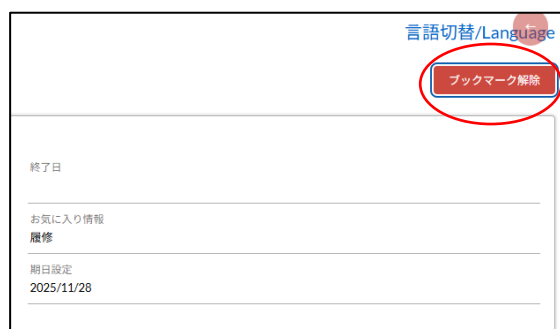 言語切替/Language
ブックマーク解除
終了日
お気に入り情報
履修
期日設定
2025/11/28